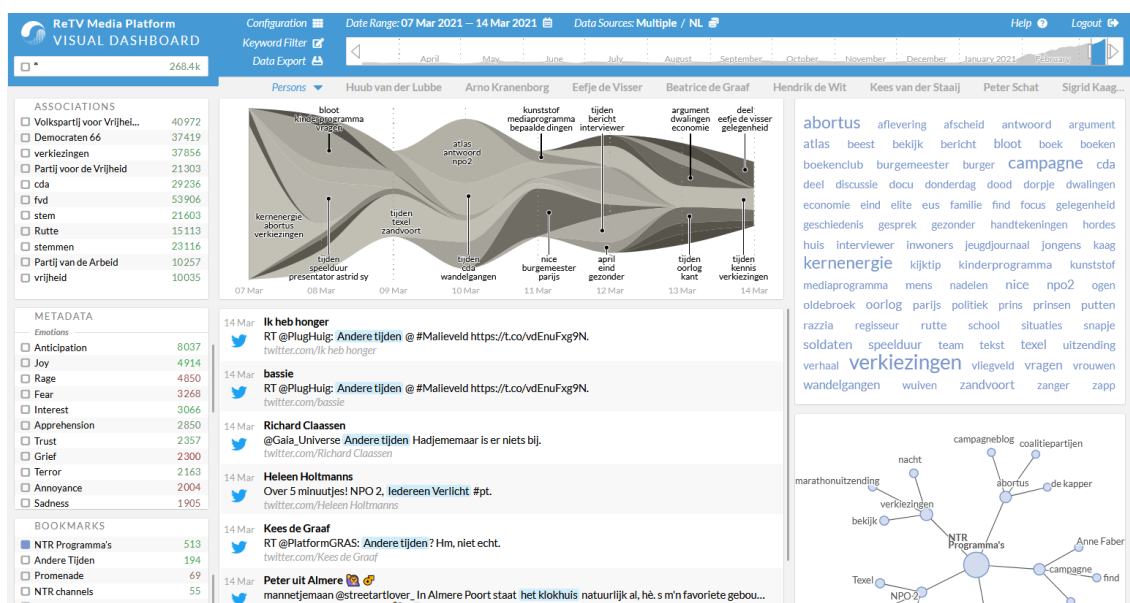 ReTV Media Platform
VISUAL DASHBOARD
* 268.4k
Configuration
Keyword Filter
Data Export
Date Range: 07 Mar 2021 — 14 Mar 2021
Data Sources: Multiple / NL
Help
Logout
April May June July August September October November December January 2021 February
Persons Huub van der Lubbe Arno Kranenborg Eefje de Visser Beatrice de Graaf Hendrik de Wit Kees van der Staaij Peter Schat Sigrid Kaag...
ASSOCIATIONS
Volkspartij voor Vrijhei... 40972
Democraten 66 37419
verkiezingen 37856
Partij voor de Vrijheid 21303
cda 29236
fvd 53906
stem 21603
Rutte 15113
stemmen 23116
Partij van de Arbeid 10257
vrijheid 10035
METADATA
Emotions
Anticipation 8037
Joy 4914
Rage 4850
Fear 3268
Interest 3066
Apprehension 2850
Trust 2357
Grief 2300
Terror 2163
Annoyance 2004
Sadness 1905
BOOKMARKS
NTR Programma's 513
Andere Tijden 194
Promenade 69
NTR channels 55
bloot
kinderprogramma
vragen
kernenergie
abortus
verkiezingen
tijden
speelduur
presentator astrid sy
tijden
texel
zandvoort
atlas
antwoord
npo2
tijden
cda
wandelgangen
kunststof
mediaprogramma
bepaalde dingen
nice
burgemeester
parijs
tijden
bericht
interviewer
april
eind
gezonder
argument
dwalingen
economie
tijden
oorlog
kant
deel
eefje de visser
gelegenheid
tijden
kennis
verkiezingen
07 Mar 08 Mar 09 Mar 10 Mar 11 Mar 12 Mar 13 Mar 14 Mar
14 Mar Ik heb honger
RT @PlugHuig: Andere tijden @ #Malieveld https://t.co/vdEnuFxg9N.
twitter.com/Ik heb honger
14 Mar bassie
RT @PlugHuig: Andere tijden @ #Malieveld https://t.co/vdEnuFxg9N.
twitter.com/bassie
14 Mar Richard Claassen
@Gaia_Universe Andere tijden Hadjememaar is er niets bij.
twitter.com/Richard Claassen
14 Mar Heleen Holtmanns
Over 5 minuutjes! NPO 2, Iedereen Verlicht #pt.
twitter.com/Heleen Holtmanns
14 Mar Kees de Graaf
RT @PlatformGRAS: Andere tijden? Hm, niet echt.
twitter.com/Kees de Graaf
14 Mar Peter uit Almere
mannetjemaan @streetartlover_ In Almere Poort staat het klokhuis natuurlijk al, hè. s m'n favoriete gebou...
abortus aflevering afscheid antwoord argument
atlas beest bekijk bericht bloot boek boeken
boekenclub burgemeester burger campagne cda
deel discussie docu donderdag dood dorpje dwalingen
economie eind elite eus familie find focus gelegenheid
geschiedenis gesprek gezonder handtekeningen hordes
huis interviewer inwoners jeugdjournaal jongens kaag
kernenergie kijktip kinderprogramma kunststof
mediaprogramma mens nadelen nice npo2 ogen
oldebroek oorlog parijs politiek prins prinsen putten
razzia regisseur rutte school situaties snapje
soldaten speelduur team tekst texel uitzending
verhaal verkiezingen vliegveld vragen vrouwen
wandelgangen wuiven zandvoort zanger zapp
campagneblog
coalitiepartijen
nacht
marathonuitzending
abortus
de kapper
verkiezingen
bekijk
NTR
Programma's
Anne Faber
campagne
find
Texel
NPO2